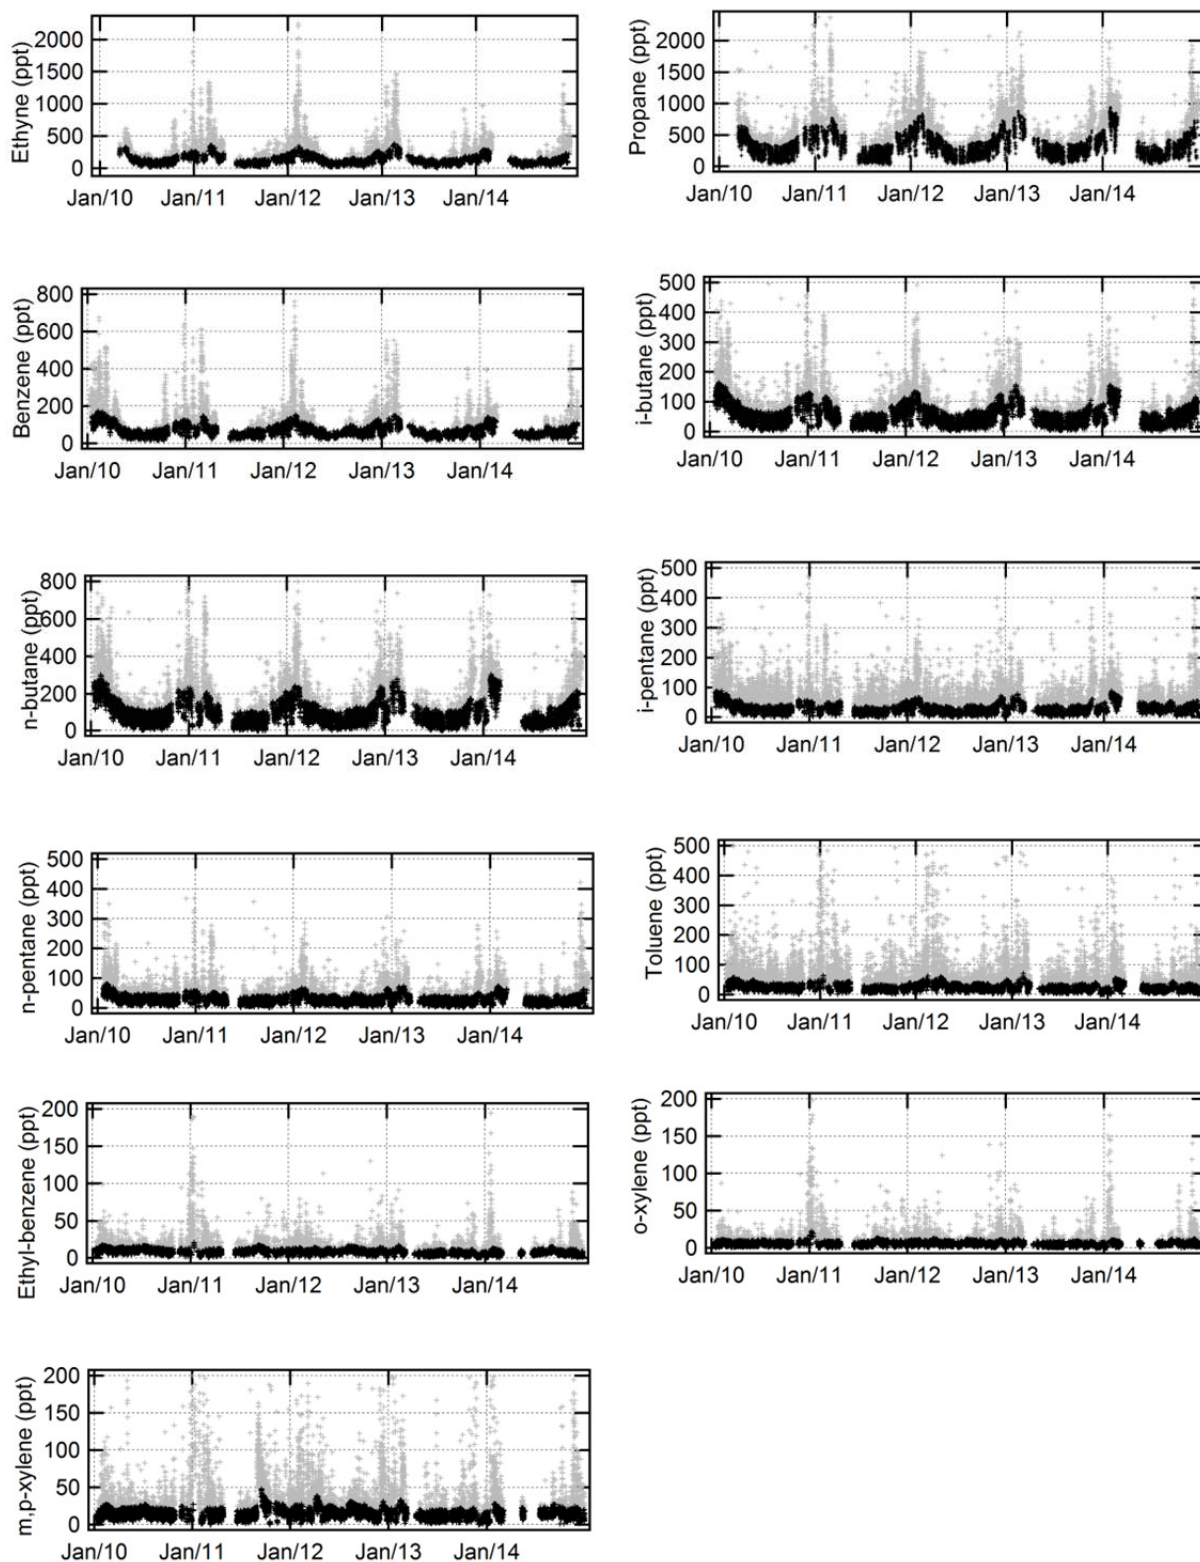 Ethyne (ppt)
2000
1500
1000
500
0
Jan/10 Jan/11 Jan/12 Jan/13 Jan/14
Propane (ppt)
2000
1500
1000
500
0
Jan/10 Jan/11 Jan/12 Jan/13 Jan/14
Benzene (ppt)
800
600
400
200
0
Jan/10 Jan/11 Jan/12 Jan/13 Jan/14
i-butane (ppt)
500
400
300
200
100
0
Jan/10 Jan/11 Jan/12 Jan/13 Jan/14
n-butane (ppt)
800
600
400
200
0
Jan/10 Jan/11 Jan/12 Jan/13 Jan/14
i-pentane (ppt)
500
400
300
200
100
0
Jan/10 Jan/11 Jan/12 Jan/13 Jan/14
n-pentane (ppt)
500
400
300
200
100
0
Jan/10 Jan/11 Jan/12 Jan/13 Jan/14
Toluene (ppt)
500
400
300
200
100
0
Jan/10 Jan/11 Jan/12 Jan/13 Jan/14
Ethyl-benzene (ppt)
200
150
100
50
0
Jan/10 Jan/11 Jan/12 Jan/13 Jan/14
o-xylene (ppt)
200
150
100
50
0
Jan/10 Jan/11 Jan/12 Jan/13 Jan/14
m,p-xylene (ppt)
200
150
100
50
0
Jan/10 Jan/11 Jan/12 Jan/13 Jan/14